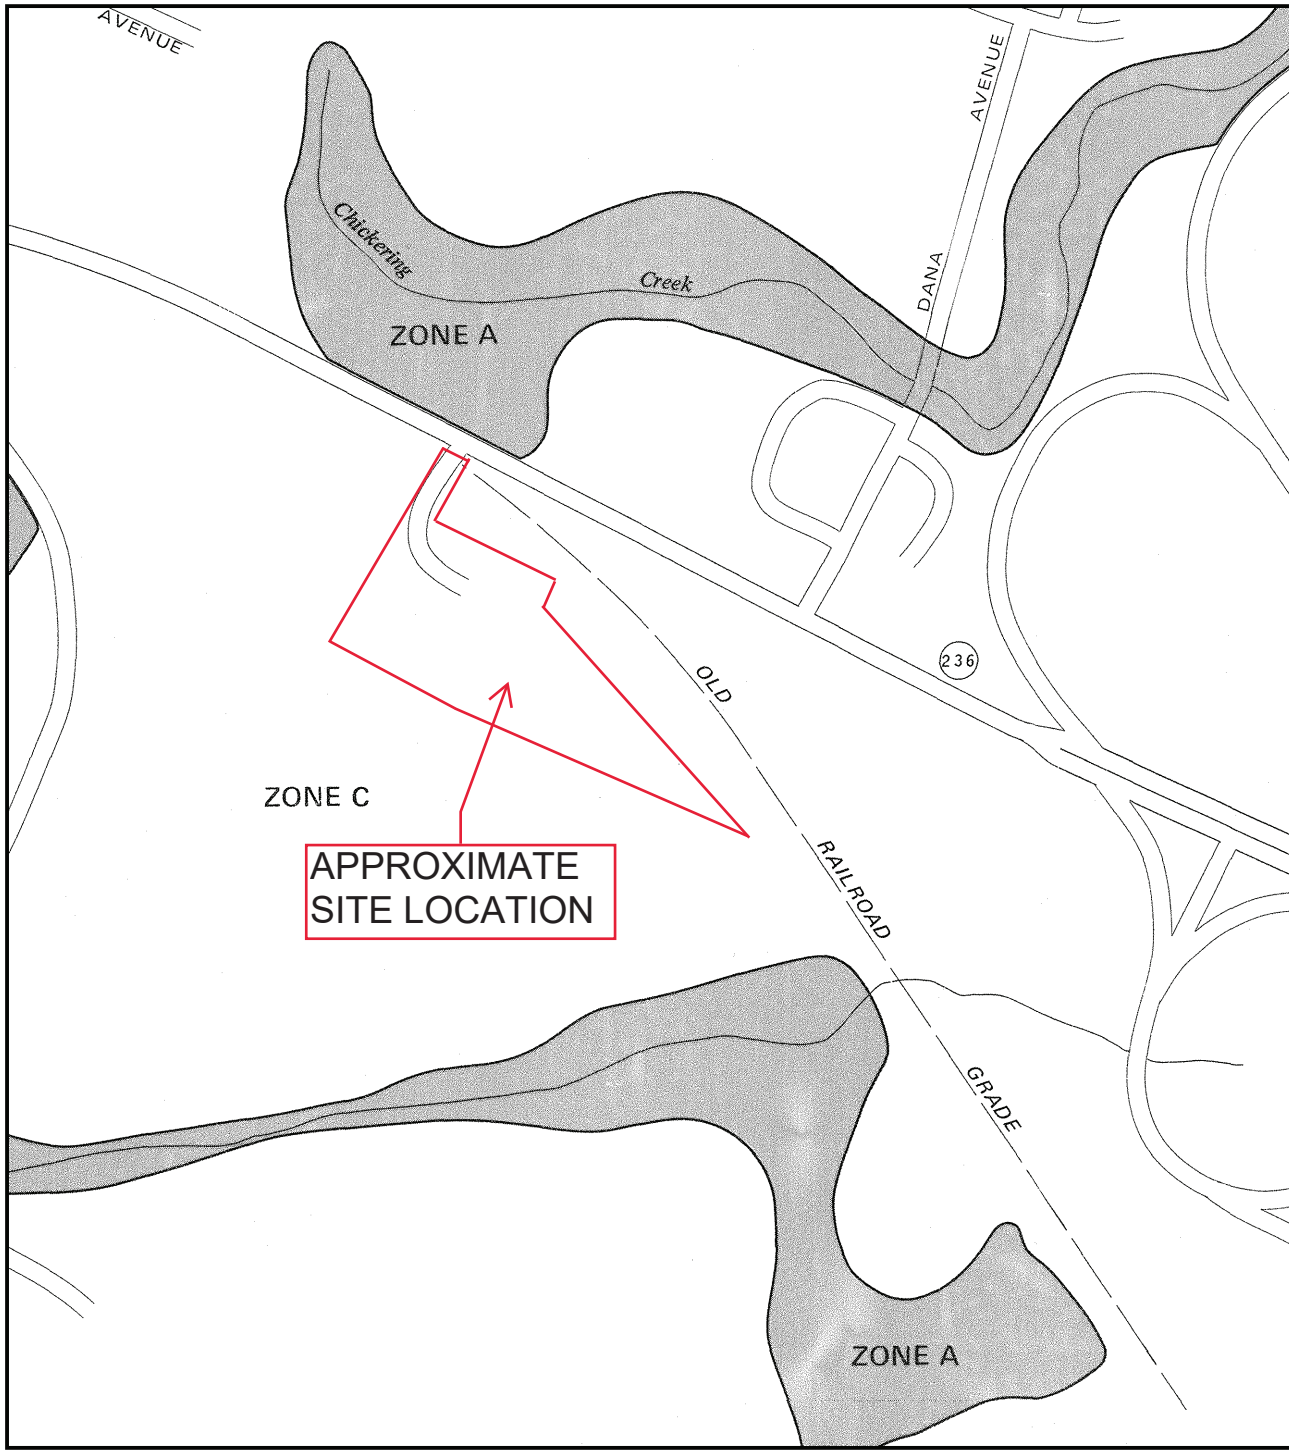 AVENUE
AVENUE
DANA
Chickering
Creek
ZONE A
236
OLD
ZONE C
APPROXIMATE
SITE LOCATION
RAILROAD
GRADE
ZONE A